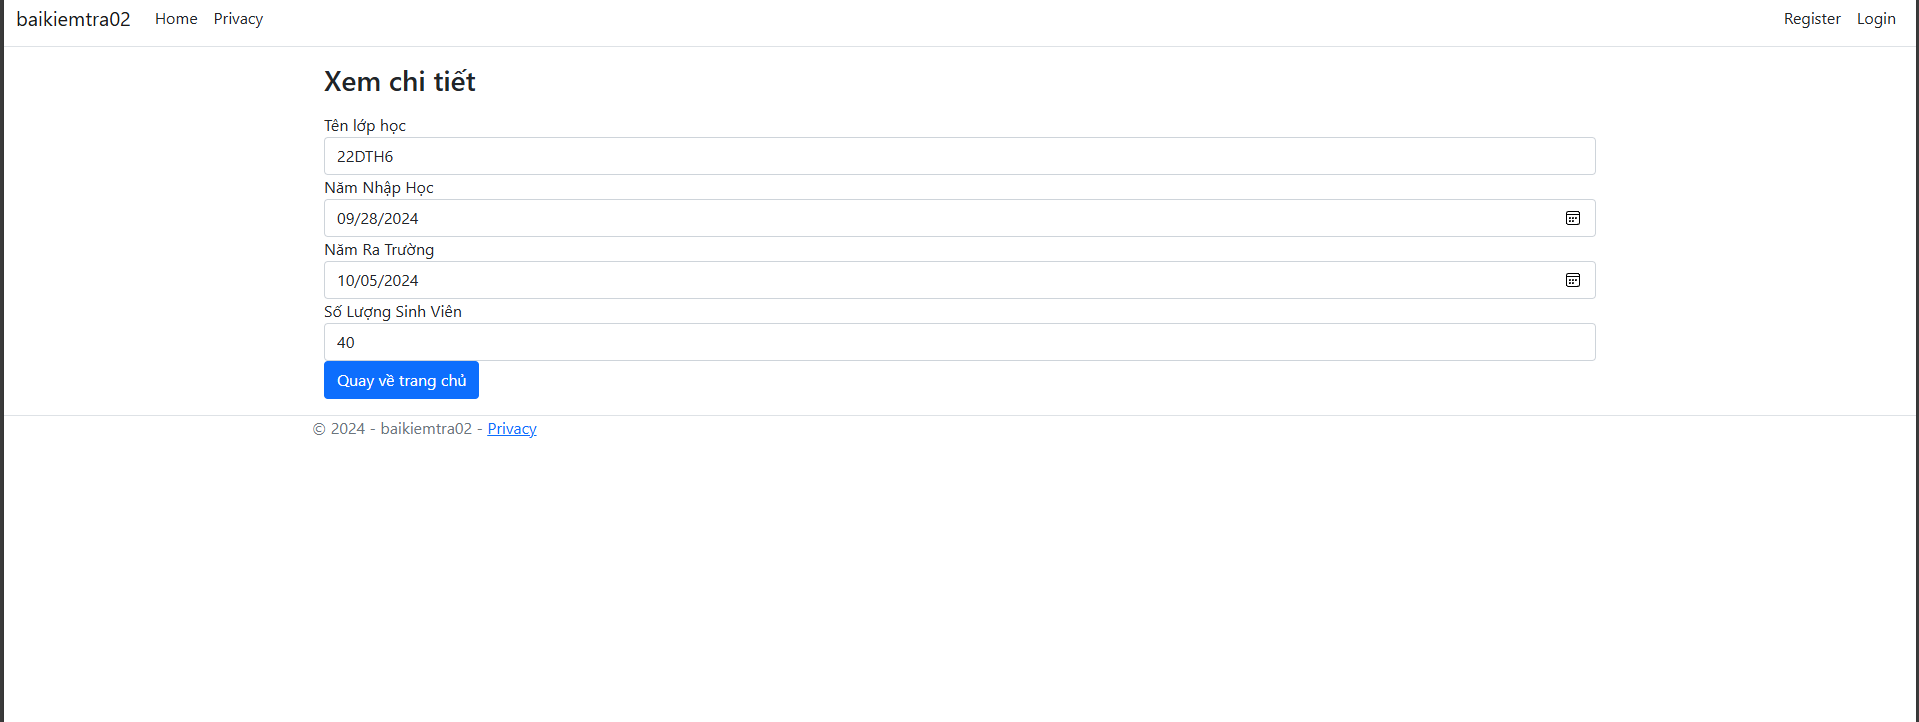 baikiemtra02 Home Privacy Register Login
Xem chi tiết
Tên lớp học
22DTH6
Năm Nhập Học
09/28/2024
Năm Ra Trường
10/05/2024
Số Lượng Sinh Viên
40
Quay về trang chủ
© 2024 - baikiemtra02 - Privacy